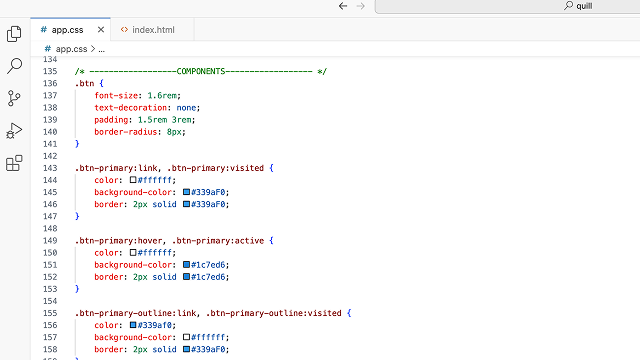 quill
app.css
index.html
app.css > ...
134
135 /* ------------------COMPONENTS------------------ */
136 .btn {
137 font-size: 1.6rem;
138 text-decoration: none;
139 padding: 1.5rem 3rem;
140 border-radius: 8px;
141 }
142
143 .btn-primary:link, .btn-primary:visited {
144 color: #ffffff;
145 background-color: #339aF0;
146 border: 2px solid #339aF0;
147 }
148
149 .btn-primary:hover, .btn-primary:active {
150 color: #ffffff;
151 background-color: #1c7ed6;
152 border: 2px solid #1c7ed6;
153 }
154
155 .btn-primary-outline:link, .btn-primary-outline:visited {
156 color: #339af0;
157 background-color: #ffffff;
158 border: 2px solid #339aF0;